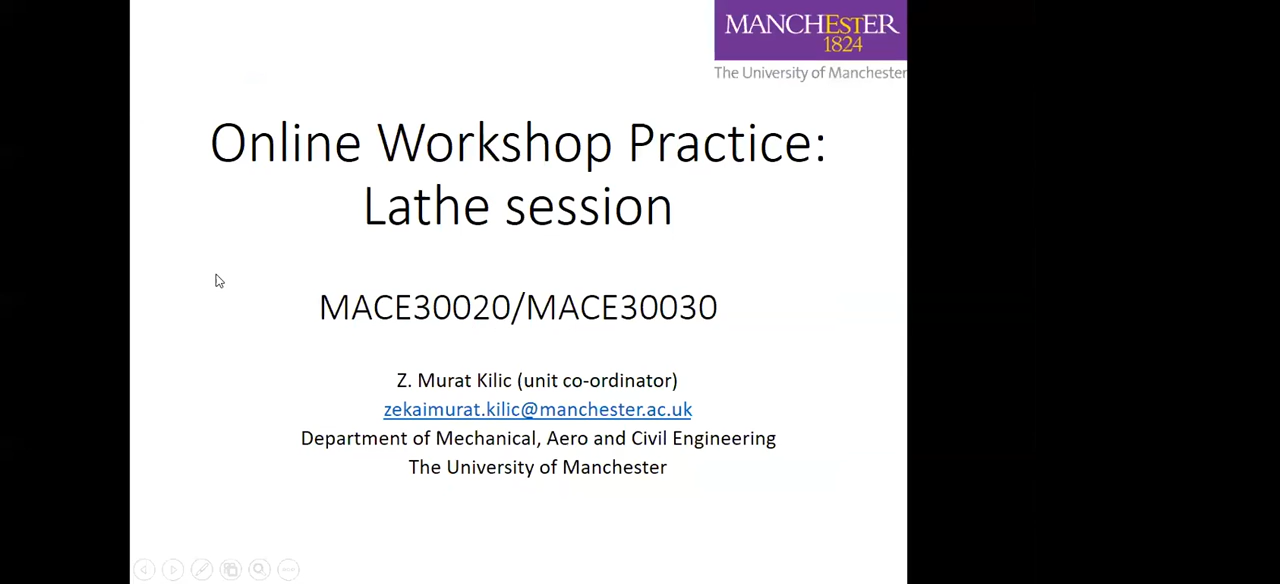 MANCHESTER
1824
The University of Manchester
Online Workshop Practice:
Lathe session
MACE30020/MACE30030
Z. Murat Kilic (unit co-ordinator)
zekaimurat.kilic@manchester.ac.uk
Department of Mechanical, Aero and Civil Engineering
The University of Manchester